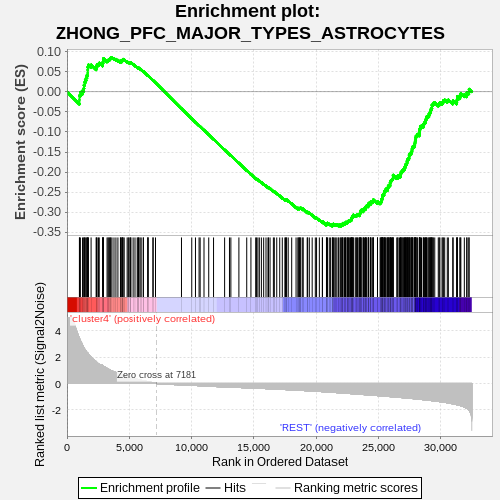 Enrichment plot:
ZHONG_PFC_MAJOR_TYPES_ASTROCYTES
Enrichment score (ES)
0.10
0.05
0.00
-0.05
-0.10
-0.15
-0.20
-0.25
-0.30
-0.35
'cluster4' (positively correlated)
Ranked list metric (Signal2Noise)
4
2
0
-2
Zero cross at 7181
'REST' (negatively correlated)
0
5,000
10,000
15,000
20,000
25,000
30,000
Rank in Ordered Dataset
Enrichment profile
Hits
Ranking metric scores